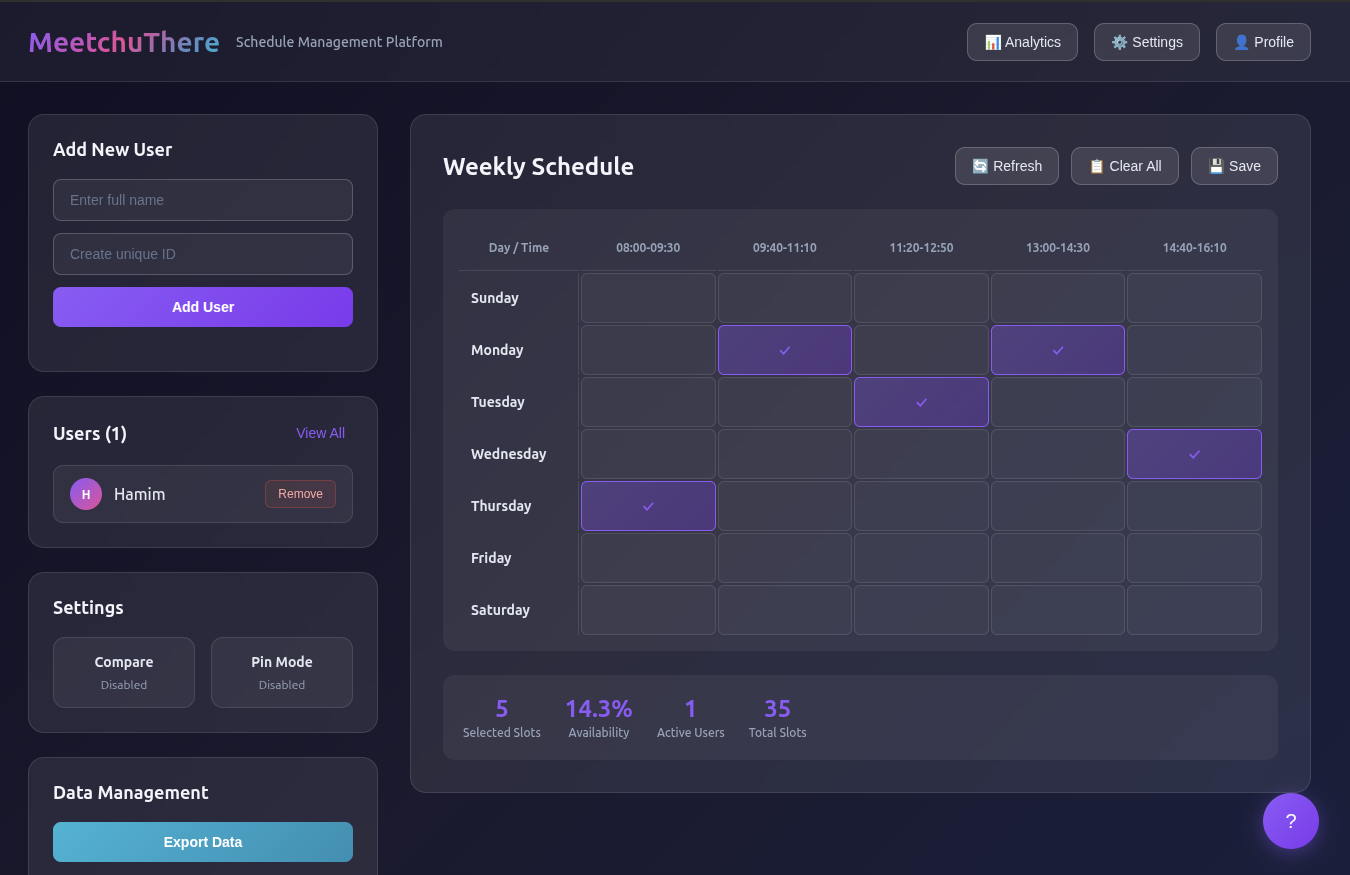 MeetchuThere Schedule Management Platform 📊 Analytics ⚙️ Settings 👤 Profile
Add New User
Enter full name
Create unique ID
Add User
Users (1) View All
H Hamim Remove
Settings
Compare Pin Mode
Disabled Disabled
Data Management
Export Data
Weekly Schedule 🔄 Refresh 📋 Clear All 💾 Save
Day / Time 08:00-09:30 09:40-11:10 11:20-12:50 13:00-14:30 14:40-16:10
Sunday
Monday ✓ ✓
Tuesday ✓
Wednesday ✓
Thursday ✓
Friday
Saturday
5 14.3% 1 35
Selected Slots Availability Active Users Total Slots
?